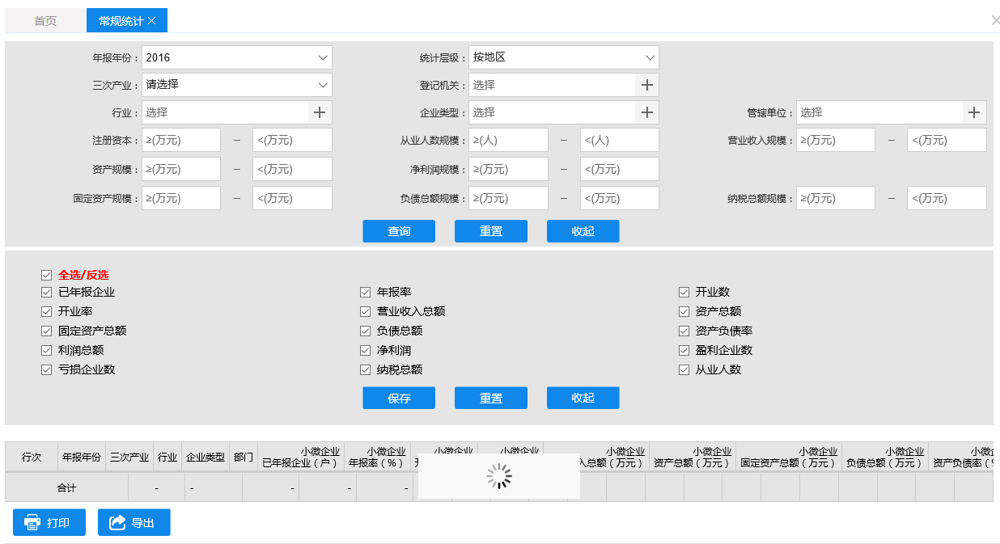 首页 常规统计
年报年份： 2016 统计层级： 按地区
三次产业： 请选择 登记机关： 选择
行业： 选择 企业类型： 选择 管辖单位： 选择
注册资本： ≥(万元) － <(万元) 从业人数规模： ≥(人) － <(人) 营业收入规模： ≥(万元) － <(万元)
资产规模： ≥(万元) － <(万元) 净利润规模： ≥(万元) － <(万元)
固定资产规模： ≥(万元) － <(万元) 负债总额规模： ≥(万元) － <(万元) 纳税总额规模： ≥(万元) － <(万元)
查询 重置 收起
全选/反选
已年报企业 年报率 开业数
开业率 营业收入总额 资产总额
固定资产总额 负债总额 资产负债率
利润总额 净利润 盈利企业数
亏损企业数 纳税总额 从业人数
保存 重置 收起
小微企业 小微企业 小微企业 小微企业 小微企业 小微企业 小微企业 小微企业 小微
行次 年报年份 三次产业 行业 企业类型 部门 已年报企业（户） 年报率（%） 入总额（万元） 资产总额（万元） 固定资产总额（万元） 负债总额（万元） 资产负债率（
合计 - - - - -
打印 导出